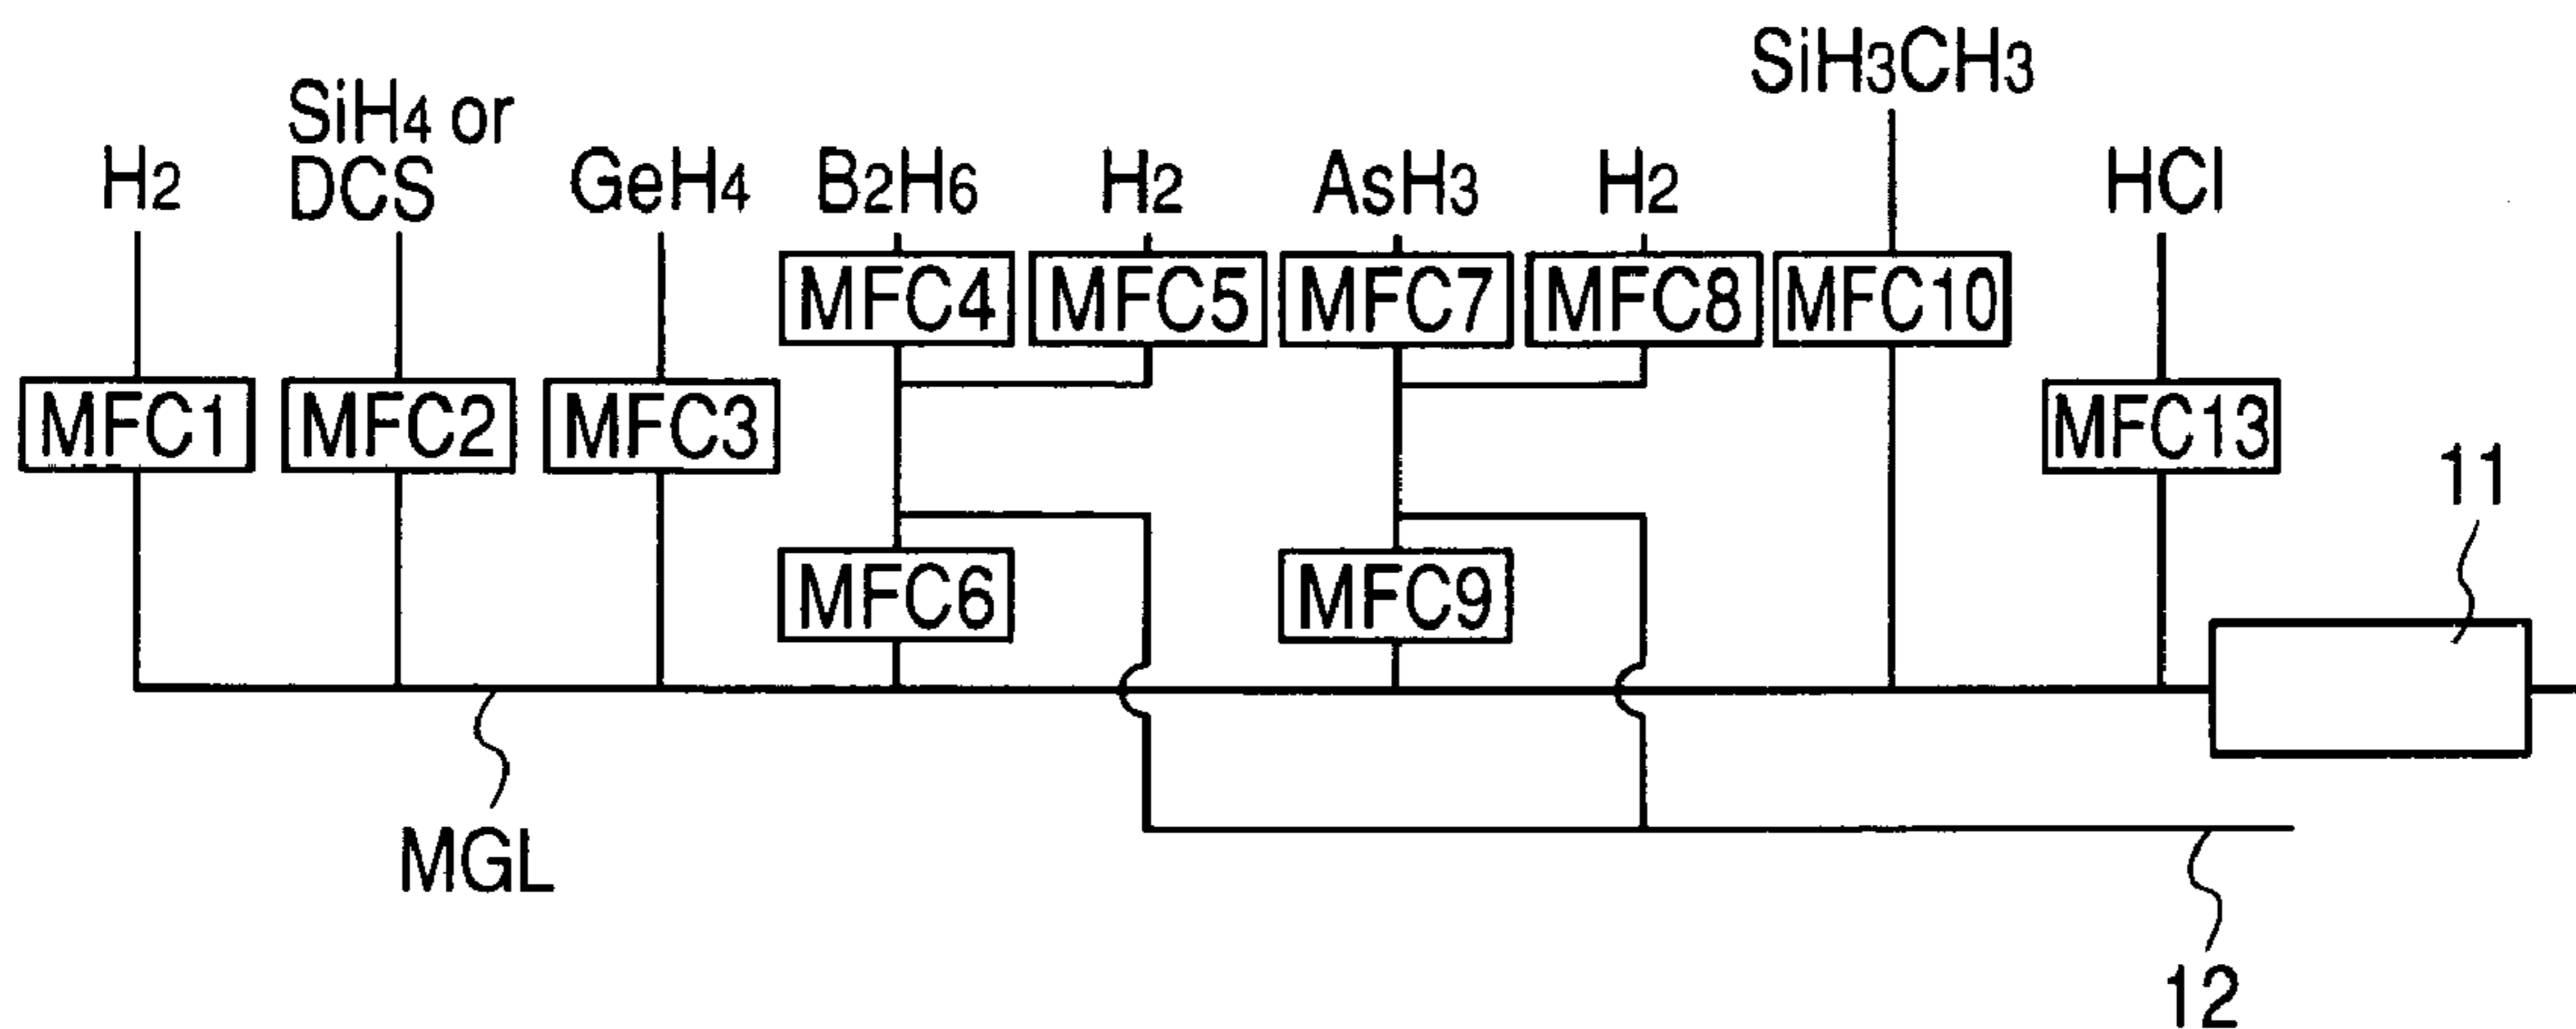 SiH3CH3
SiH4 or
DCS
H2
GeH4
B2H6
H2
AsH3
H2
HCl
MFC4
MFC5
MFC7
MFC8
MFC10
MFC1
MFC2
MFC3
MFC13
11
MFC6
MFC9
MGL
12